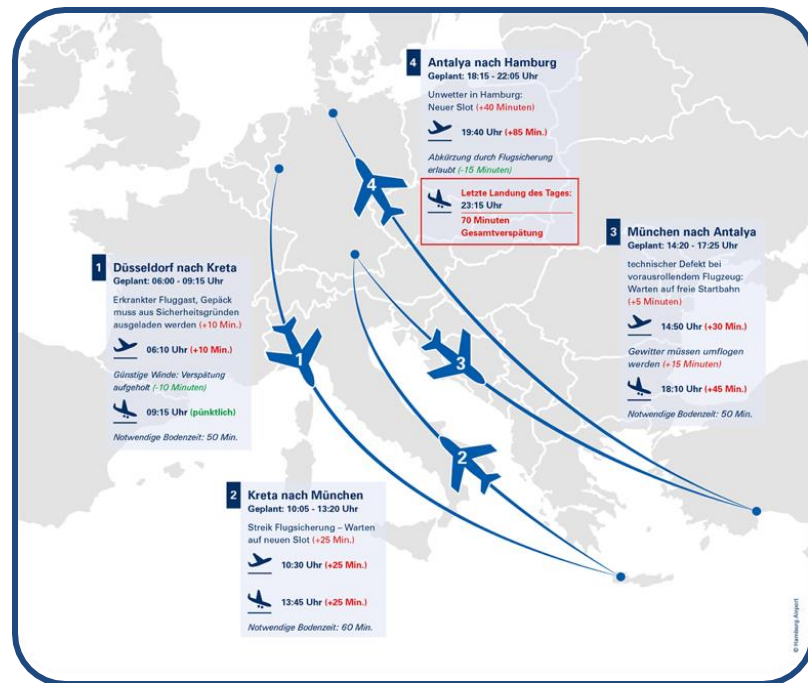 1
Düsseldorf nach Kreta
Geplant: 06:00 - 09:15 Uhr
Erkrankter Fluggast, Gepäck
muss aus Sicherheitsgründen
ausgeladen werden (+10 Min.)
06:10 Uhr (+10 Min.)
Günstige Winde: Verspätung
aufgeholt (-10 Minuten)
09:15 Uhr (pünktlich)
Notwendige Bodenzeit: 50 Min.
2
Kreta nach München
Geplant: 10:05 - 13:20 Uhr
Streik Flugsicherung – Warten
auf neuen Slot (+25 Min.)
10:30 Uhr (+25 Min.)
13:45 Uhr (+25 Min.)
Notwendige Bodenzeit: 60 Min.
3
München nach Antalya
Geplant: 14:20 - 17:25 Uhr
technischer Defekt bei
vorausrollendem Flugzeug:
Warten auf freie Startbahn
(+5 Minuten)
14:50 Uhr (+30 Min.)
Gewitter müssen umflogen
werden (+15 Minuten)
18:10 Uhr (+45 Min.)
Notwendige Bodenzeit: 50 Min.
4
Antalya nach Hamburg
Geplant: 18:15 - 22:05 Uhr
Unwetter in Hamburg:
Neuer Slot (+40 Minuten)
19:40 Uhr (+85 Min.)
Abkürzung durch Flugsicherung
erlaubt (-15 Minuten)
Letzte Landung des Tages:
23:15 Uhr
70 Minuten
Gesamtverspätung
1
2
3
4
© Hamburg Airport